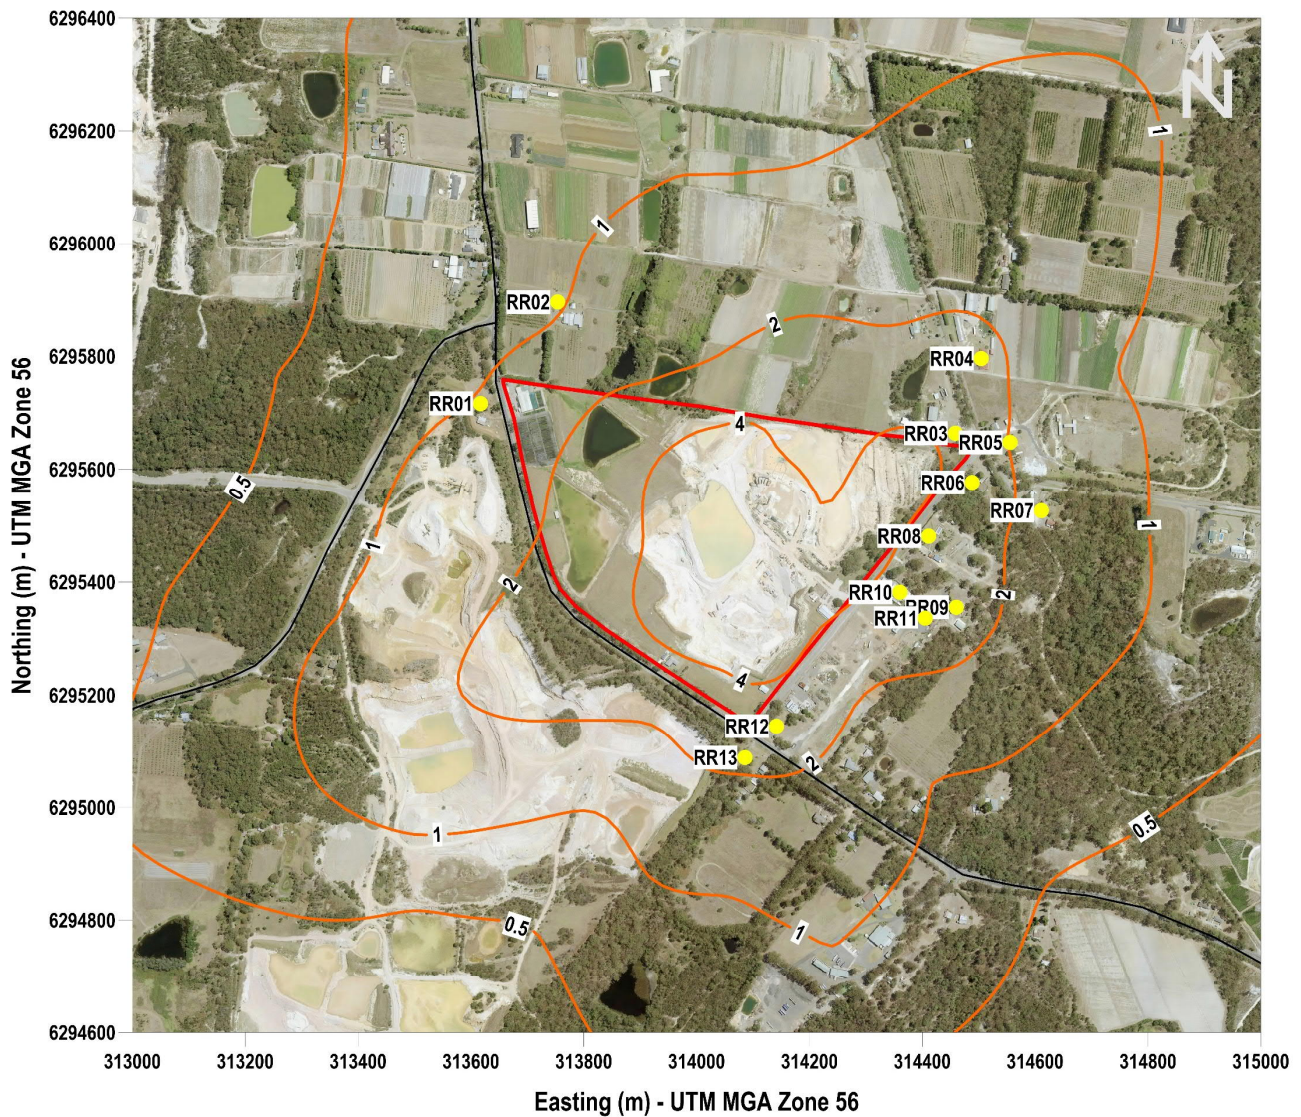 6296400
6296200
6296000
6295800
6295600
6295400
6295200
6295000
6294800
6294600
Northing (m) - UTM MGA Zone 56
N
1
1
RR02
2
RR04
RR01
4
RR03
RR05
0.5
RR06
RR07
1
1
RR08
2
RR10
2
RR09
RR11
4
RR12
RR13
2
1
0.5
0.5
1
313000
313200
313400
313600
313800
314000
314200
314400
314600
314800
315000
Easting (m) - UTM MGA Zone 56